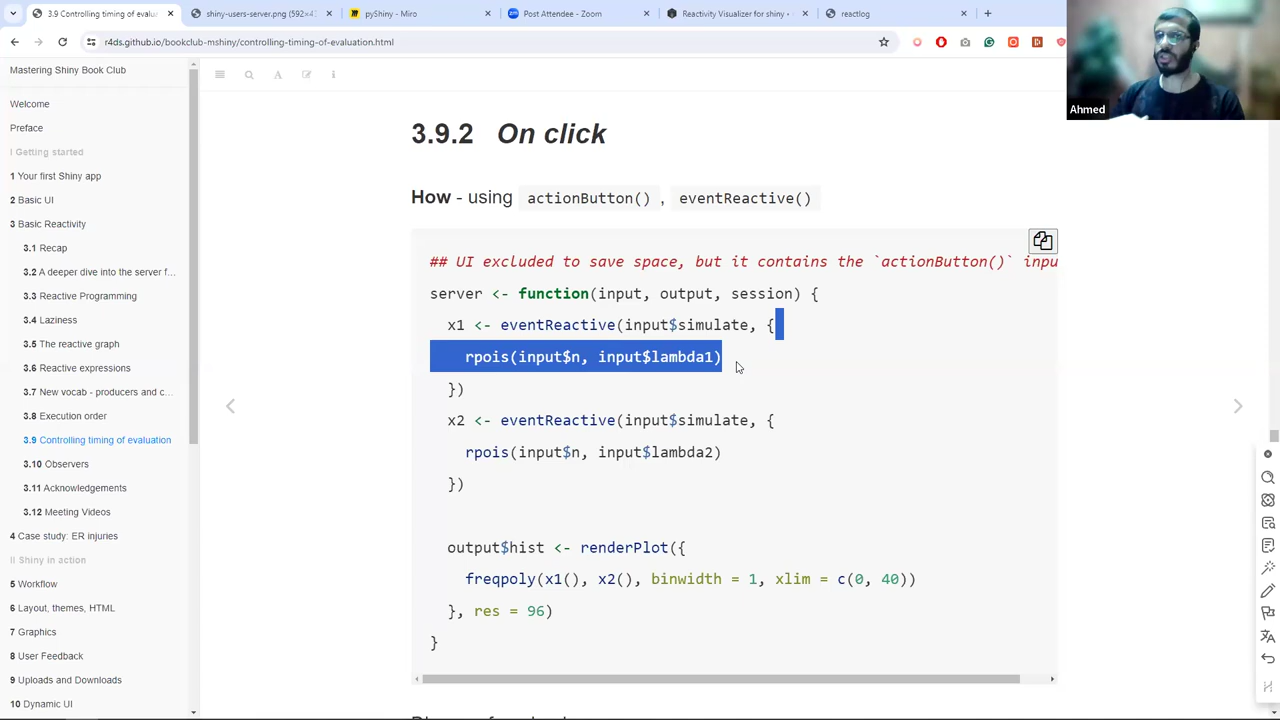 3.9 Controlling timing of evalua
shiny-users-server.png (592×4
pyShiny - Miro
Post Attendee - Zoom
Reactivity Visualizer for shiny •
reactlog
r4ds.github.io/bookclub-mshiny/controlling-timing-of-evaluation.html
Ahmed
Mastering Shiny Book Club
Welcome
Preface
I Getting started
1 Your first Shiny app
2 Basic UI
3 Basic Reactivity
3.1 Recap
3.2 A deeper dive into the server f...
3.3 Reactive Programming
3.4 Laziness
3.5 The reactive graph
3.6 Reactive expressions
3.7 New vocab - producers and c...
3.8 Execution order
3.9 Controlling timing of evaluation
3.10 Observers
3.11 Acknowledgements
3.12 Meeting Videos
4 Case study: ER injuries
II Shiny in action
5 Workflow
6 Layout, themes, HTML
7 Graphics
8 User Feedback
9 Uploads and Downloads
10 Dynamic UI
3.9.2 On click
How - using actionButton() , eventReactive()
## UI excluded to save space, but it contains the `actionButton()` inpu
server <- function(input, output, session) {
x1 <- eventReactive(input$simulate, {
rpois(input$n, input$lambda1)
})
x2 <- eventReactive(input$simulate, {
rpois(input$n, input$lambda2)
})
output$hist <- renderPlot({
freqpoly(x1(), x2(), binwidth = 1, xlim = c(0, 40))
}, res = 96)
}